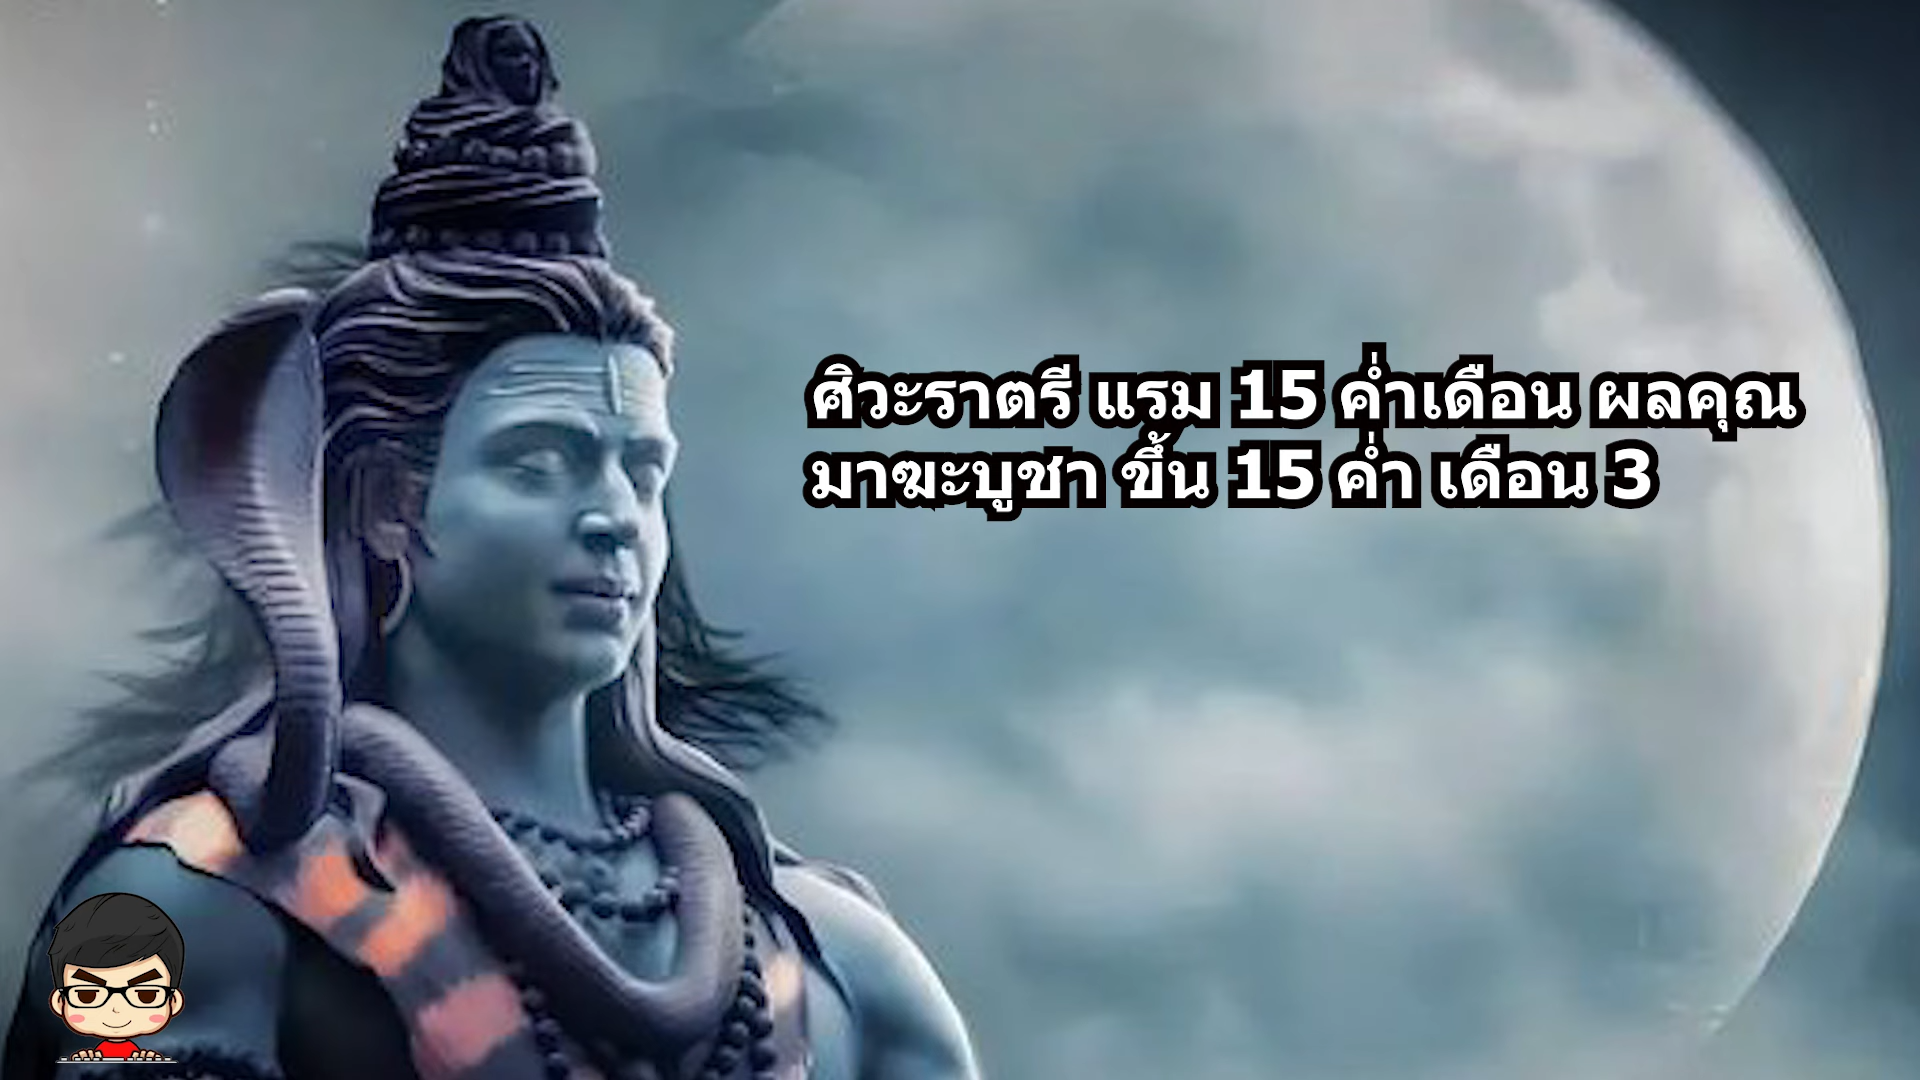 ศิวะราตรี แรม 15 ค่ำเดือน ผลคุณ
มาฆะบูชา ขึ้น 15 ค่ำ เดือน 3